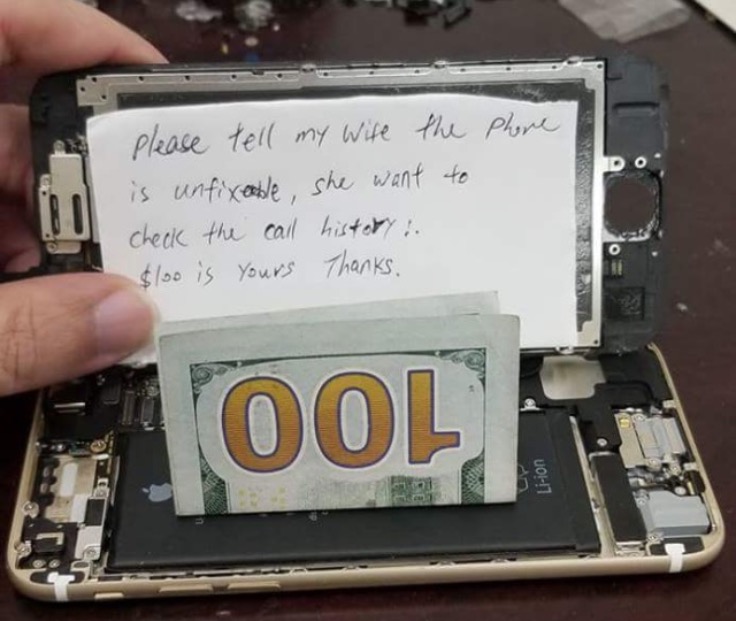 Please tell my wife the phone
is unfixable, she want to
check the call history!.
$100 is yours Thanks.
100
Li-ion